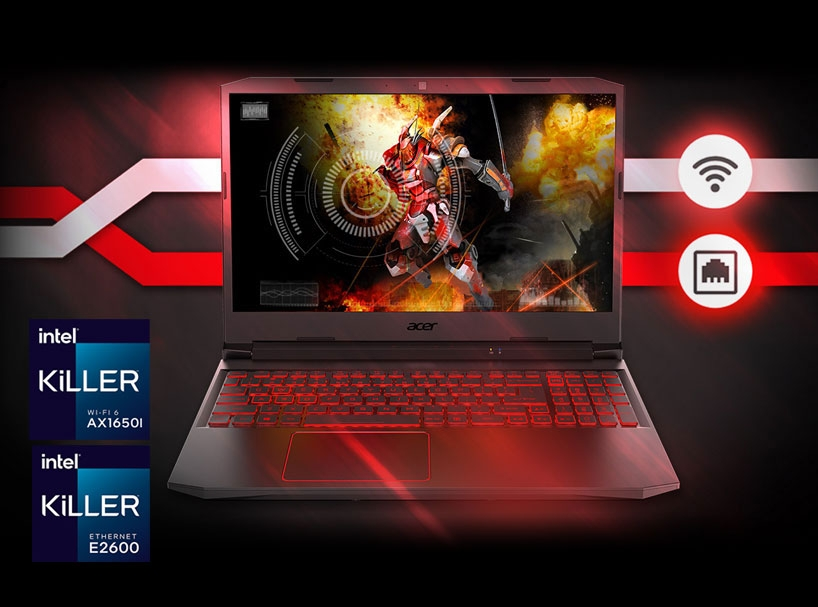 acer
intel
KiLLER
WI-FI 6
AX1650I
intel
KiLLER
ETHERNET
E2600